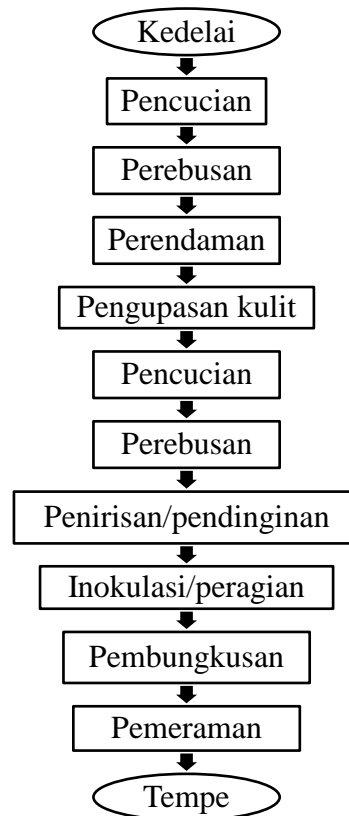 Kedelai
Pencucian
Perebusan
Perendaman
Pengupasan kulit
Pencucian
Perebusan
Penirisan/pendinginan
Inokulasi/peragian
Pembungkusan
Pemeraman
Tempe